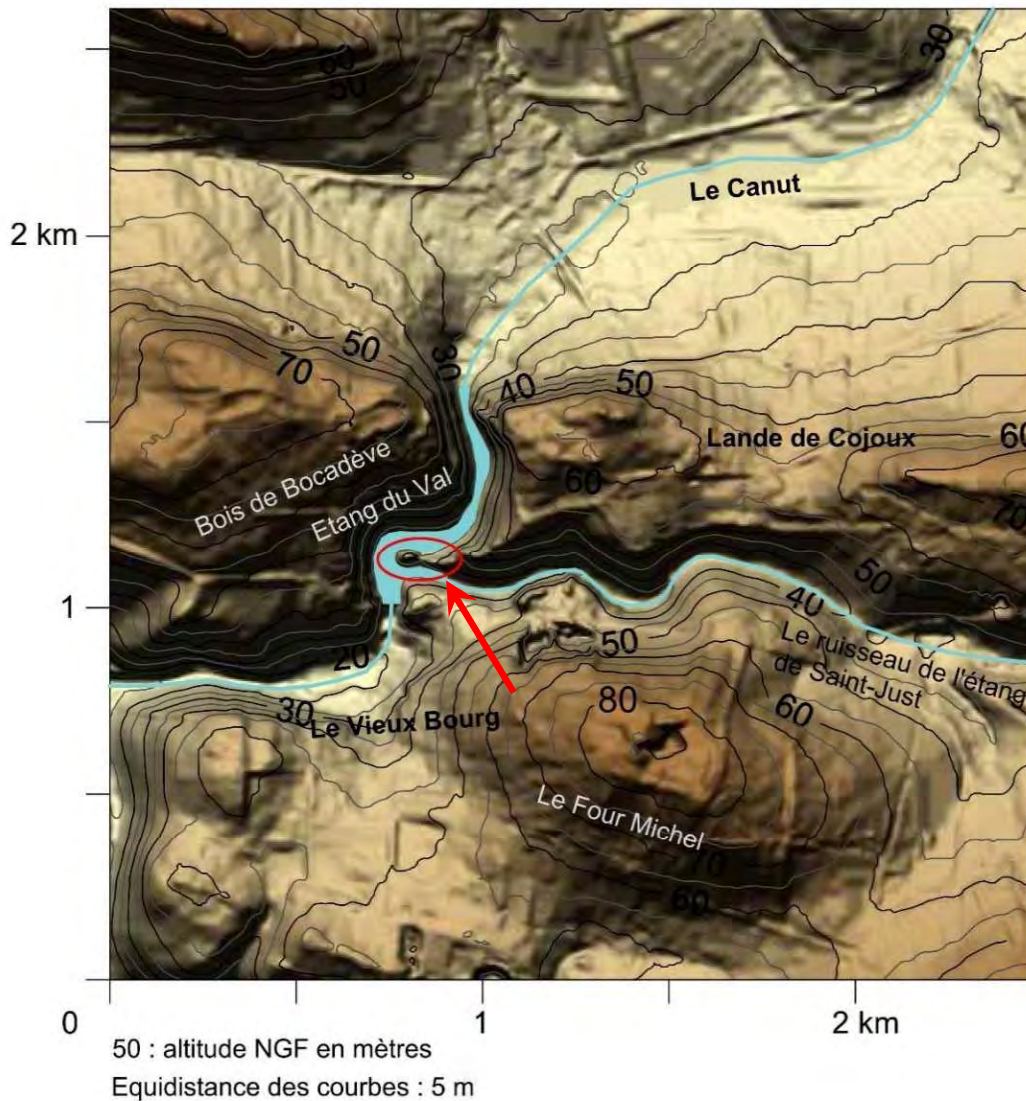 60
50
30
Le Canut
2 km
50
70
30
40
50
Lande de Cojoux
60
60
70
Bois de Bocadève
Etang du Val
50
40
1
20
50
Le ruisseau de l'étang
de Saint-Just
30
Le Vieux Bourg
80
60
Le Four Michel
70
60
0
1
2 km
50 : altitude NGF en mètres
Equidistance des courbes : 5 m